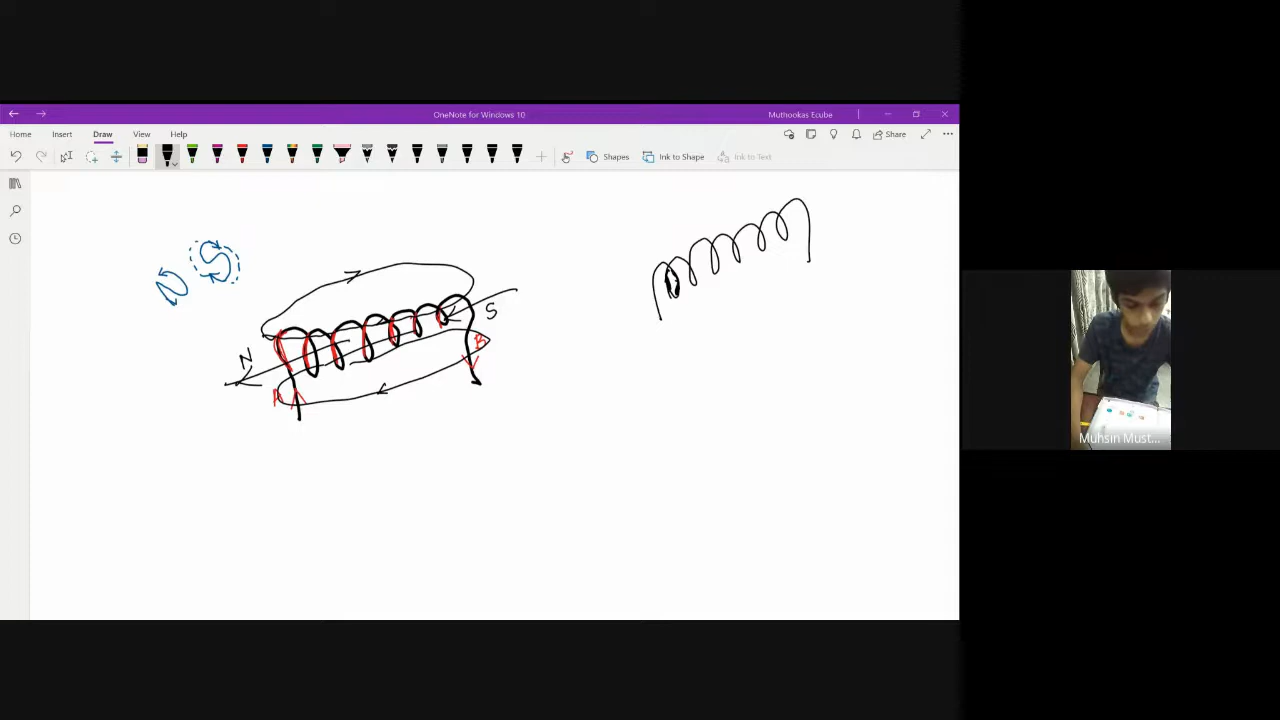 OneNote for Windows 10
Muthookas Ecube
Home Insert Draw View Help
Share
Shapes
Ink to Shape
Ink to Text
N S
S
N
B
A
Muhsin Must...